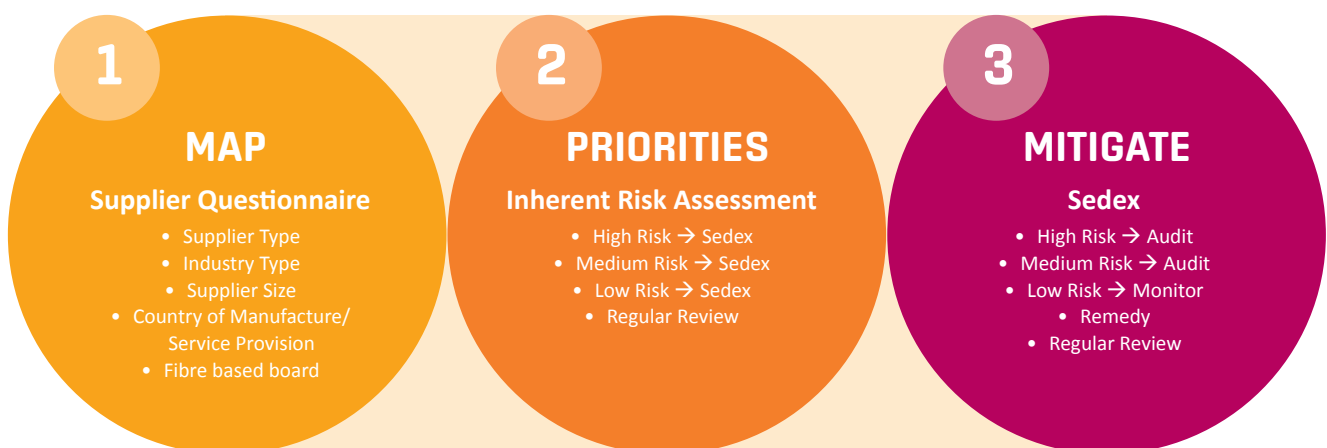 1
MAP
Supplier Questionnaire
• Supplier Type
• Industry Type
• Supplier Size
• Country of Manufacture/
Service Provision
• Fibre based board
2
PRIORITIES
Inherent Risk Assessment
• High Risk → Sedex
• Medium Risk → Sedex
• Low Risk → Sedex
• Regular Review
3
MITIGATE
Sedex
• High Risk → Audit
• Medium Risk → Audit
• Low Risk → Monitor
• Remedy
• Regular Review